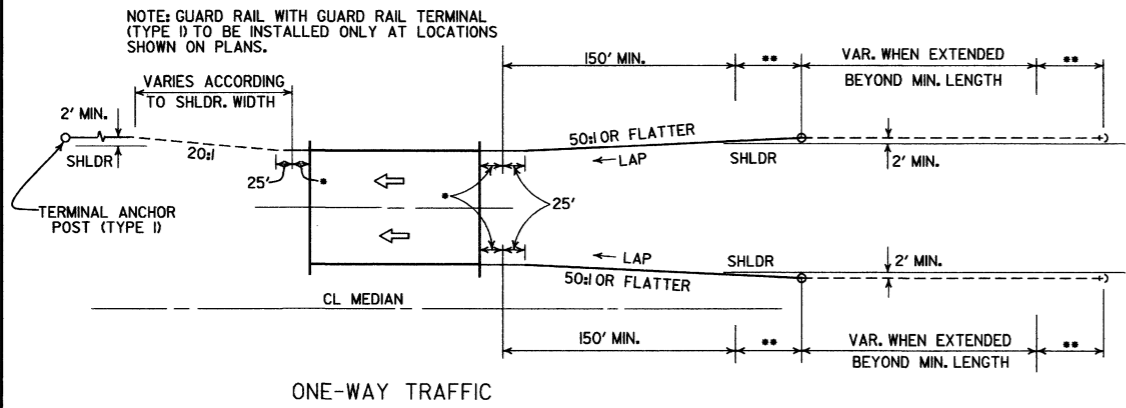 NOTE: GUARD RAIL WITH GUARD RAIL TERMINAL
(TYPE I) TO BE INSTALLED ONLY AT LOCATIONS
SHOWN ON PLANS.
150' MIN.
**
VAR. WHEN EXTENDED
BEYOND MIN. LENGTH
**
VARIES ACCORDING
TO SHLDR. WIDTH
2' MIN.
SHLDR
20:1
50:1 OR FLATTER
LAP
SHLDR
2' MIN.
25'
*
*
25'
TERMINAL ANCHOR
POST (TYPE I)
LAP
SHLDR
2' MIN.
50:1 OR FLATTER
CL MEDIAN
150' MIN.
**
VAR. WHEN EXTENDED
BEYOND MIN. LENGTH
**
ONE-WAY TRAFFIC